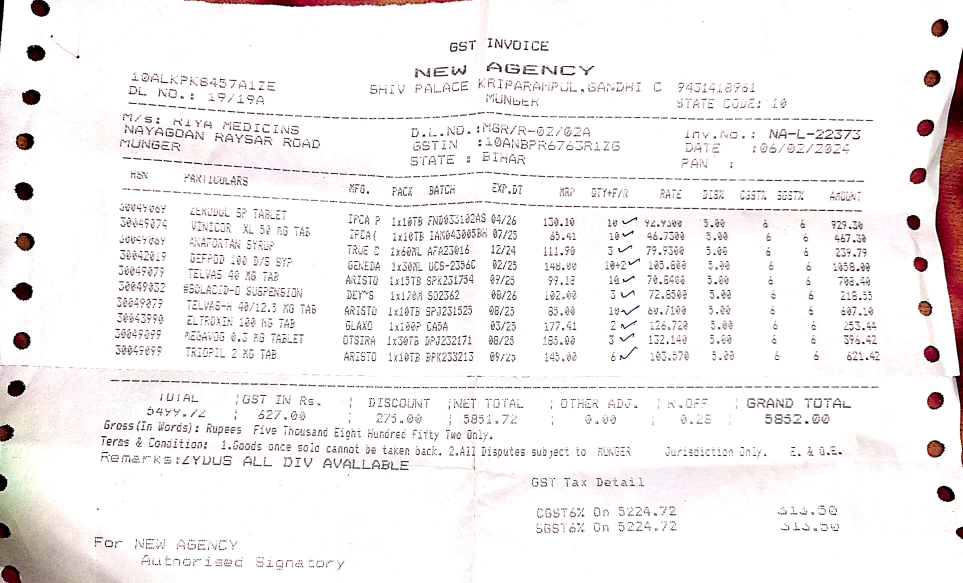 GST INVOICE
NEW AGENCY
SHIV PALACE KRIPARAMPUL,GANDHI C 9431418961
MUNGER
STATE CODE: 10
10ALKPK8457A1ZE
DL NO.: 19/19A
M/s: RIYA MEDICINS
NAYAGOAN RAYSAR ROAD
MUNGER
D.L.NO.:MGR/R-02/02A
GSTIN :10ANBPR6763R1ZG
STATE : BIHAR
Inv.No.: NA-L-22373
DATE :06/02/2024
PAN :
HSN PARTICULARS MFG. PACK BATCH EXP.DT MRP QTY+F/R RATE DIS% CGST% SGST% AMOUNT
30049069 ZERODOL SP TABLET IPCA P 1x10TB FND033102AS 04/26 130.10 10 92.9300 5.00 6 6 929.30
30049074 VINICOR XL 50 MG TAB IPCA( 1x10TB IAN043005BH 07/25 65.41 10 46.7300 5.00 6 6 467.30
30049069 ANAFORTAN SYRUP TRUE C 1x60ML AFA23016 12/24 111.90 3 79.9300 5.00 6 6 239.79
30042019 GEFPOD 100 D/S SYP GENEDA 1x30ML UCS-2356C 02/25 148.00 10+2 105.800 5.00 6 6 1058.00
30049079 TELVAS 40 MG TAB ARISTO 1x15TB SPK231754 09/25 99.18 10 70.8400 5.00 6 6 708.40
30049032 #SOLACID-O SUSPENSION DEY'S 1x170M SO2362 08/26 102.00 3 72.8500 5.00 6 6 218.55
30049079 TELVAS-H 40/12.5 MG TAB ARISTO 1x10TB SPJ231525 08/25 85.00 10 60.7100 5.00 6 6 607.10
30043990 ELTROXIN 100 MG TAB GLAXO 1x100P CA5A 03/25 177.41 2 126.720 5.00 6 6 253.44
30049099 MEGAVOG 0.3 MG TABLET OTSIRA 1x30TB DPJ232171 08/25 185.00 3 132.140 5.00 6 6 396.42
30049099 TRIOPIL 2 MG TAB ARISTO 1x10TB BPK233213 09/25 145.00 6 103.570 5.00 6 6 621.42
TOTAL |GST IN Rs. | DISCOUNT |NET TOTAL | OTHER ADJ. | R.OFF | GRAND TOTAL
5499.72 | 627.00 | 275.00 | 5851.72 | 0.00 | 0.28 | 5852.00
Gross(In Words): Rupees Five Thousand Eight Hundred Fifty Two Only.
Terms & Condition: 1.Goods once sold cannot be taken back. 2.All Disputes subject to MUNGER Jurisdiction Only. E. & O.E.
Remarks:ZYDUS ALL DIV AVALLABLE
GST Tax Detail
CGST6% On 5224.72 313.50
SGST6% On 5224.72 313.50
For NEW AGENCY
Authorised Signatory